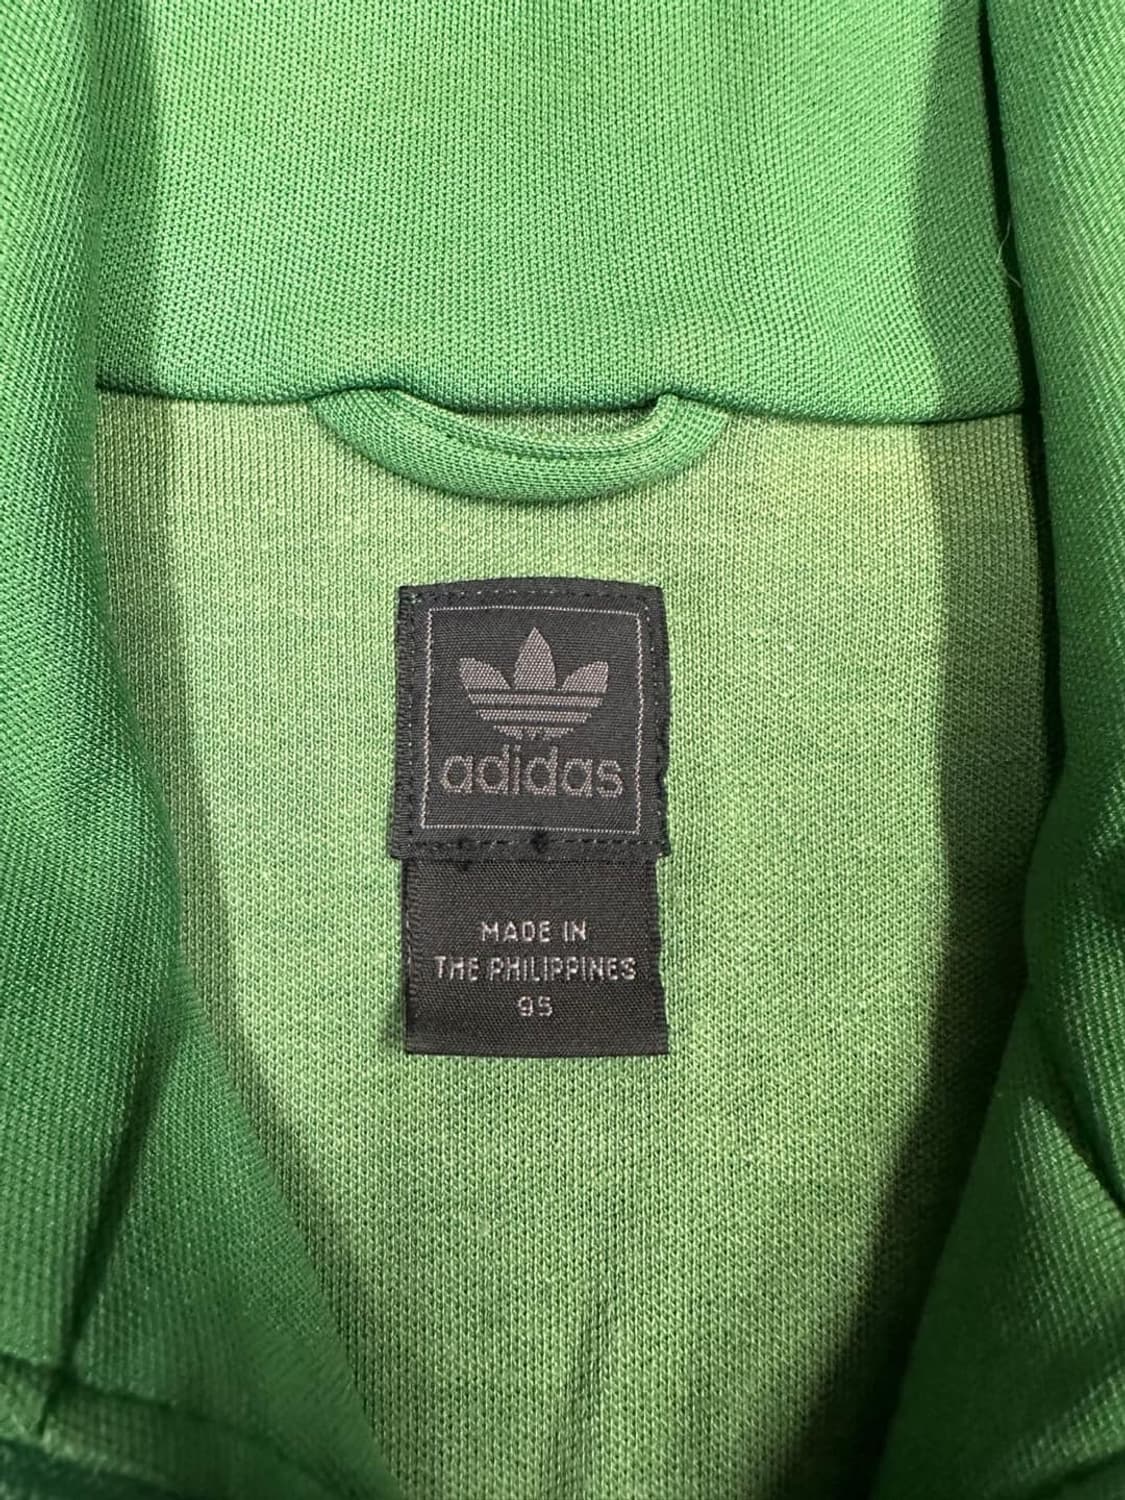 adidas
MADE IN
THE PHILIPPINES
95